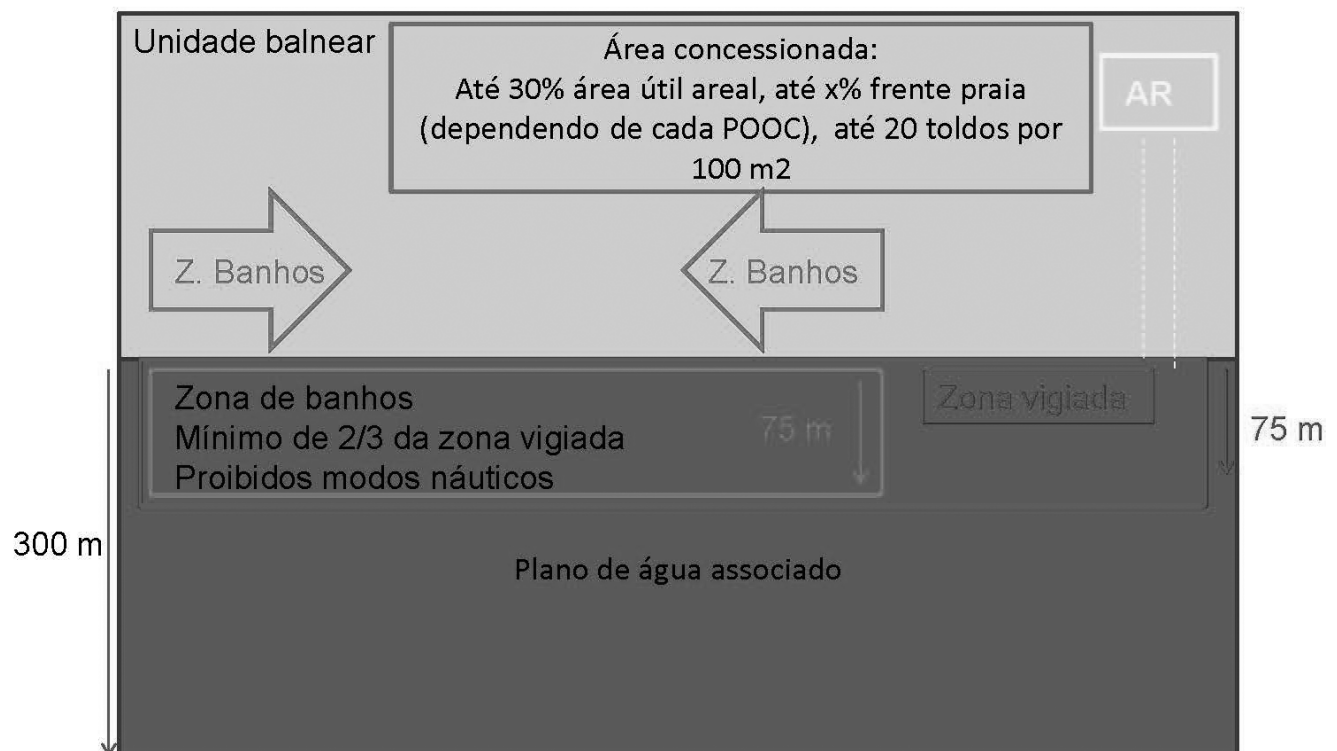 Unidade balnear
Área concessionada:
Até 30% área útil areal, até x% frente praia
(dependendo de cada POOC), até 20 toldos por
100 m2
AR
Z. Banhos
Z. Banhos
Zona de banhos
Mínimo de 2/3 da zona vigiada
Proibidos modos náuticos
75 m
Zona vigiada
75 m
300 m
Plano de água associado